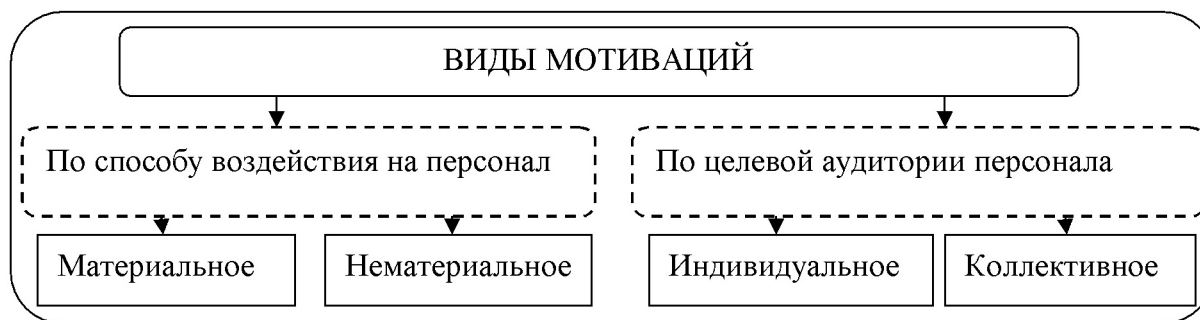 ВИДЫ МОТИВАЦИЙ
По способу воздействия на персонал
По целевой аудитории персонала
Материальное
Нематериальное
Индивидуальное
Коллективное